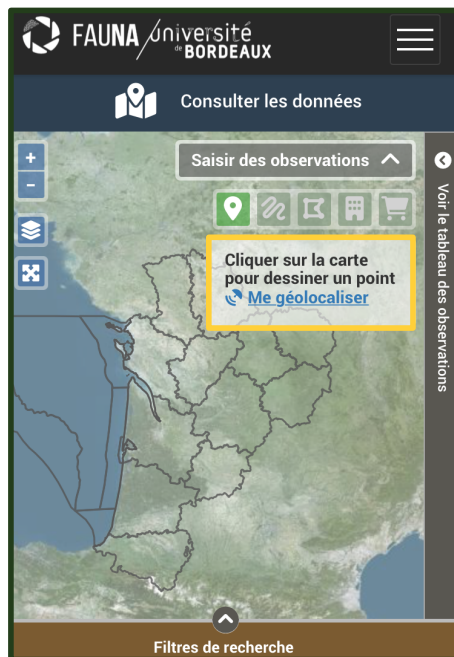 FAUNA université
de BORDEAUX
Consulter les données
+
Saisir des observations
-
Voir le tableau des observations
Cliquer sur la carte
pour dessiner un point
Me géolocaliser
Filtres de recherche